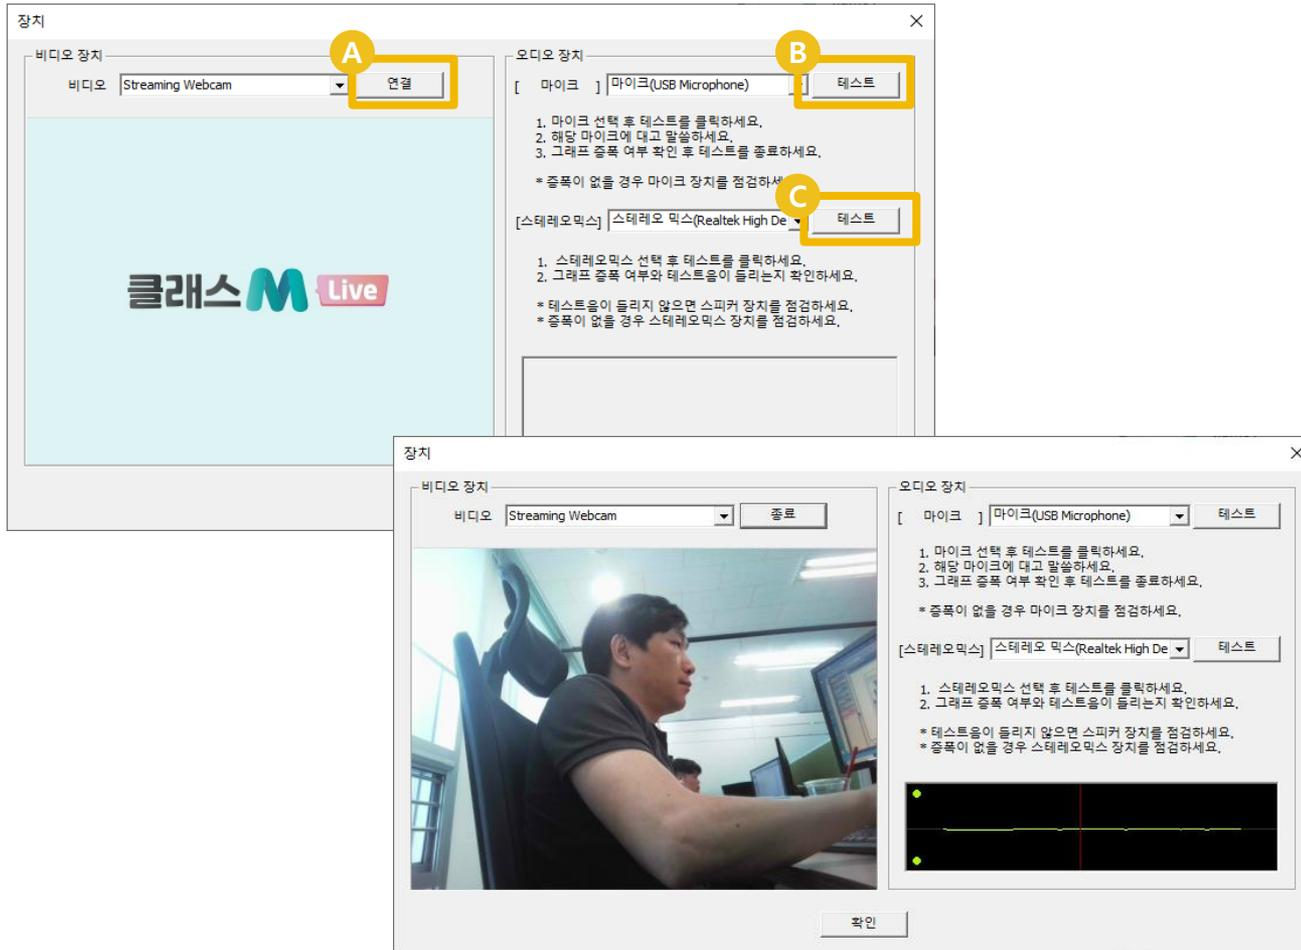 장치
비디오 장치
A
비디오 Streaming Webcam 연결
클래스 M Live
오디오 장치
B
[ 마이크 ] 마이크(USB Microphone) 테스트
1. 마이크 선택 후 테스트를 클릭하세요.
2. 해당 마이크에 대고 말씀하세요.
3. 그래프 증폭 여부 확인 후 테스트를 종료하세요.
* 증폭이 없을 경우 마이크 장치를 점검하세
C
[스테레오믹스] 스테레오 믹스(Realtek High De 테스트
1. 스테레오믹스 선택 후 테스트를 클릭하세요.
2. 그래프 증폭 여부와 테스트음이 들리는지 확인하세요.
* 테스트음이 들리지 않으면 스피커 장치를 점검하세요.
* 증폭이 없을 경우 스테레오믹스 장치를 점검하세요.
장치
비디오 장치
비디오 Streaming Webcam 종료
오디오 장치
[ 마이크 ] 마이크(USB Microphone) 테스트
1. 마이크 선택 후 테스트를 클릭하세요.
2. 해당 마이크에 대고 말씀하세요.
3. 그래프 증폭 여부 확인 후 테스트를 종료하세요.
* 증폭이 없을 경우 마이크 장치를 점검하세요.
[스테레오믹스] 스테레오 믹스(Realtek High De 테스트
1. 스테레오믹스 선택 후 테스트를 클릭하세요.
2. 그래프 증폭 여부와 테스트음이 들리는지 확인하세요.
* 테스트음이 들리지 않으면 스피커 장치를 점검하세요.
* 증폭이 없을 경우 스테레오믹스 장치를 점검하세요.
확인